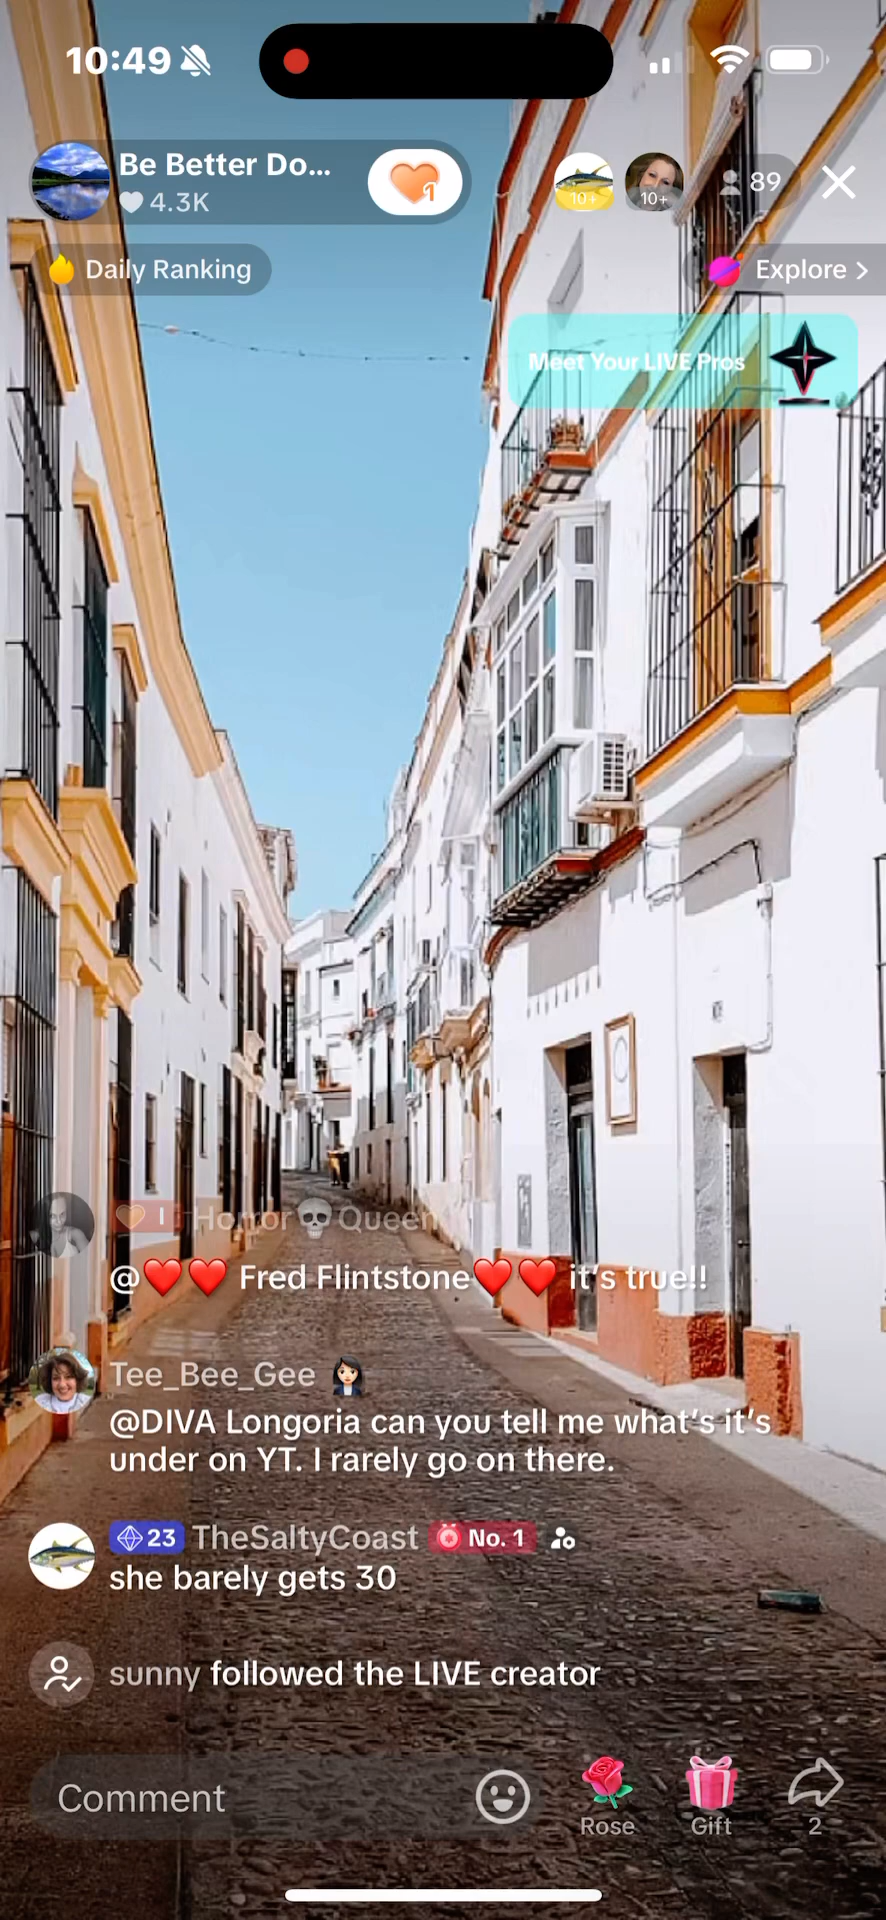 10:49
Be Better Do...
4.3K
10+
10+
89
Daily Ranking
Explore >
Meet Your LIVE Pros
I Horror💀Queen
@❤️❤️ Fred Flintstone❤️❤️ it's true!!
Tee_Bee_Gee 👩🏻‍💼
@DIVA Longoria can you tell me what's it's
under on YT. I rarely go on there.
23 TheSaltyCoast No. 1
she barely gets 30
sunny followed the LIVE creator
Comment
Rose
Gift
2